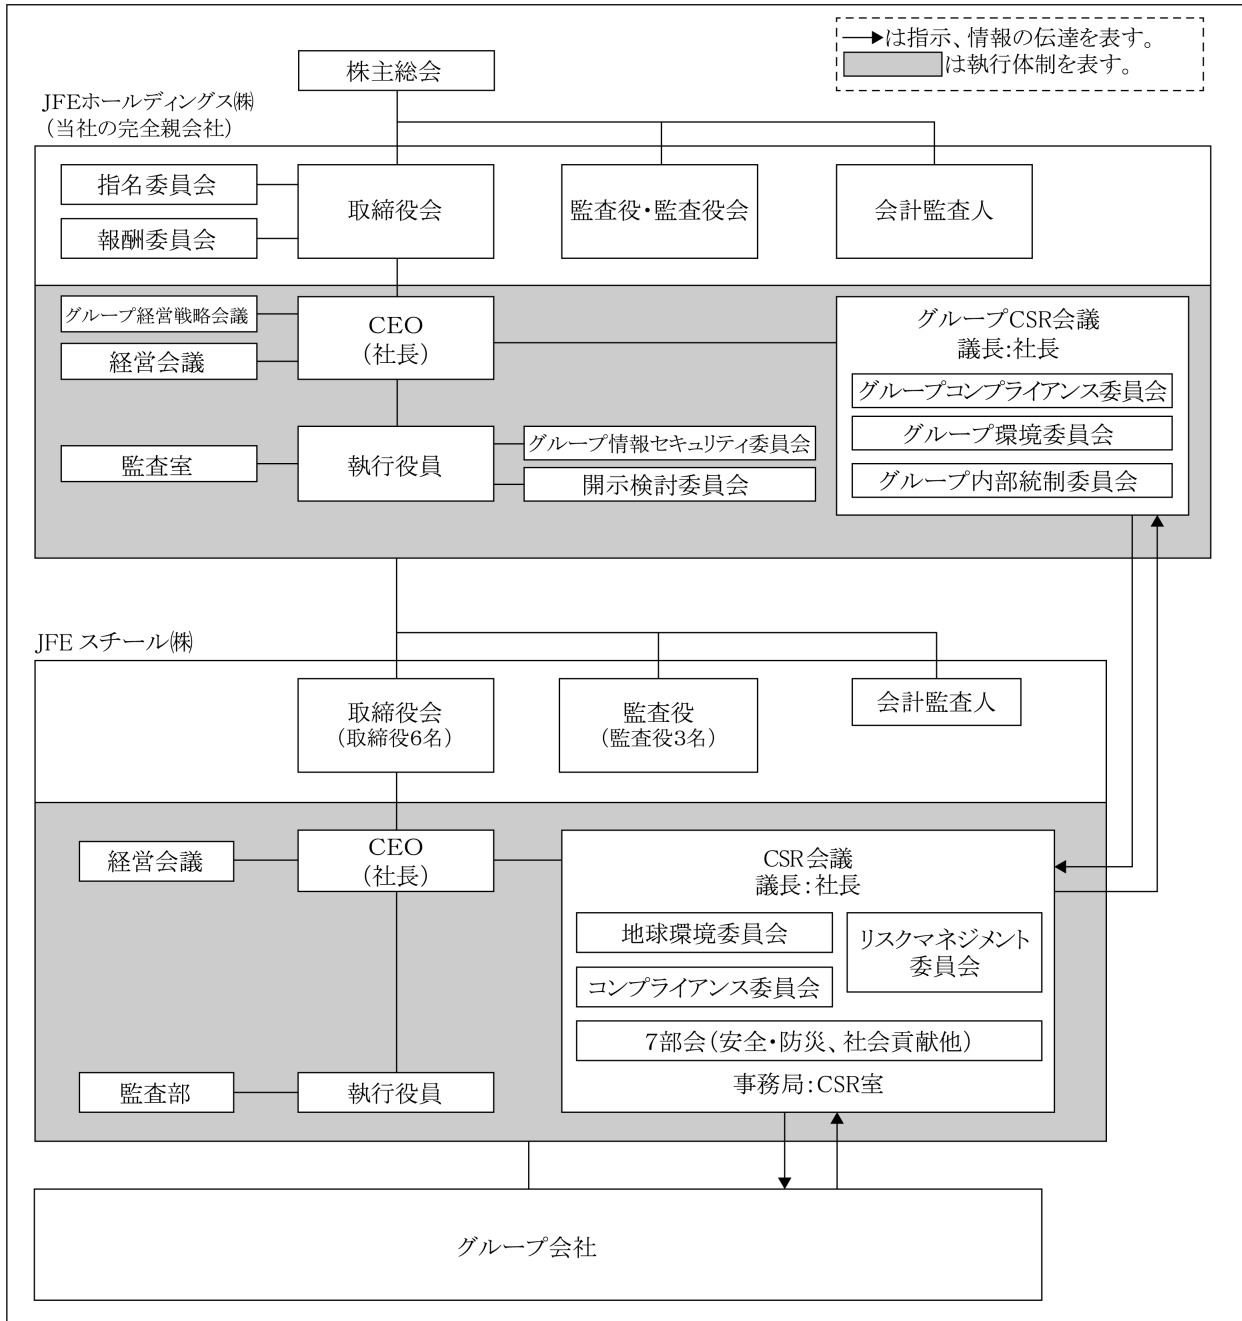 →は指示、情報の伝達を表す。
は執行体制を表す。
株主総会
JFEホールディングス㈱
（当社の完全親会社）
指名委員会
報酬委員会
取締役会
監査役・監査役会
会計監査人
グループ経営戦略会議
経営会議
CEO
（社長）
グループCSR会議
議長:社長
グループコンプライアンス委員会
グループ環境委員会
グループ内部統制委員会
監査室
執行役員
グループ情報セキュリティ委員会
開示検討委員会
JFE スチール㈱
取締役会
（取締役6名）
監査役
（監査役3名）
会計監査人
経営会議
CEO
（社長）
CSR会議
議長：社長
地球環境委員会
コンプライアンス委員会
リスクマネジメント
委員会
7部会（安全・防災、社会貢献他）
事務局：CSR室
監査部
執行役員
グループ会社